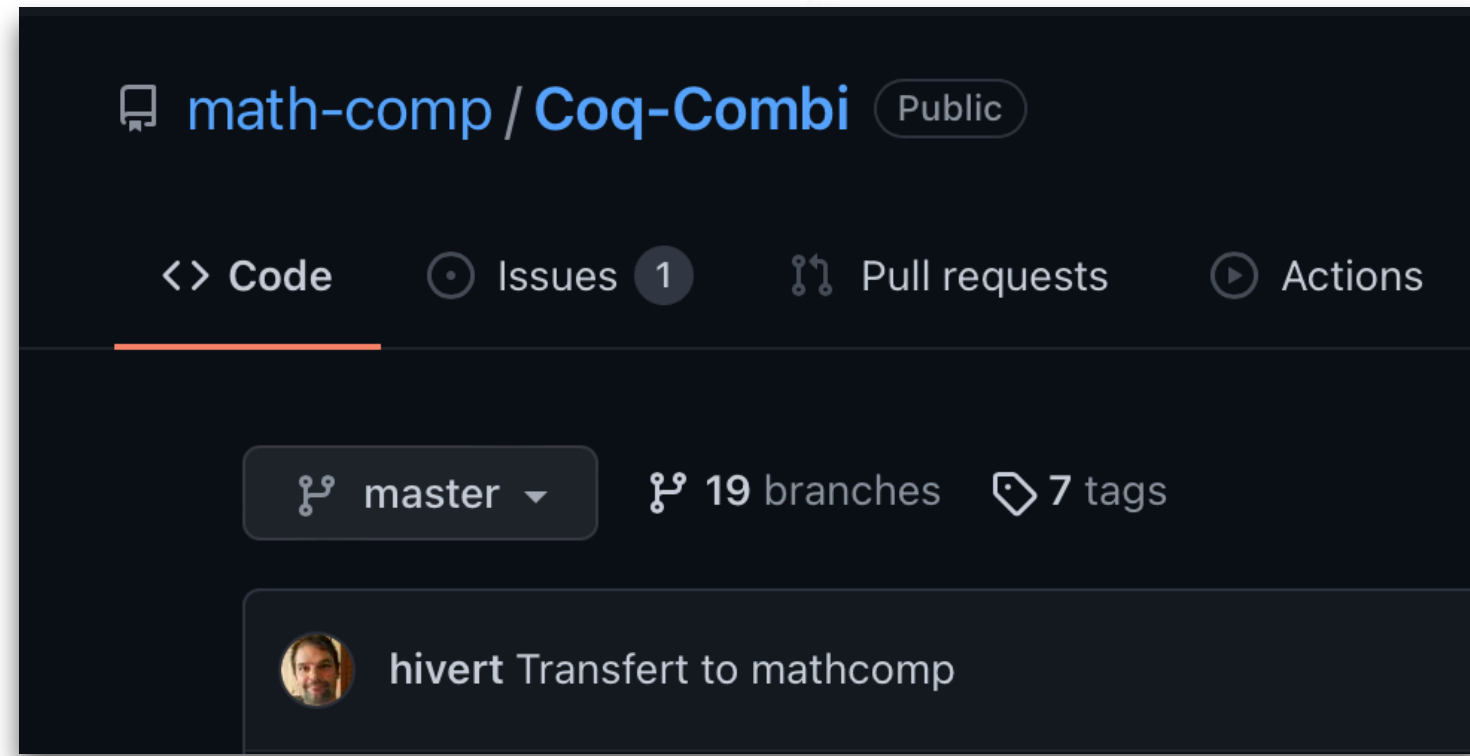 math-comp / Coq-Combi Public
<> Code Issues 1 Pull requests Actions
master 19 branches 7 tags
hivert Transfert to mathcomp